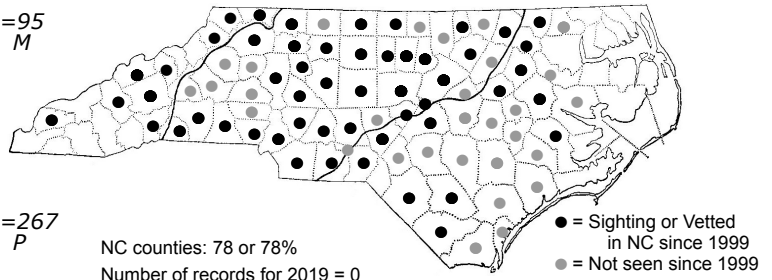 =95
M
=267
P
NC counties: 78 or 78%
Number of records for 2019 = 0
● = Sighting or Vetted
in NC since 1999
● = Not seen since 1999